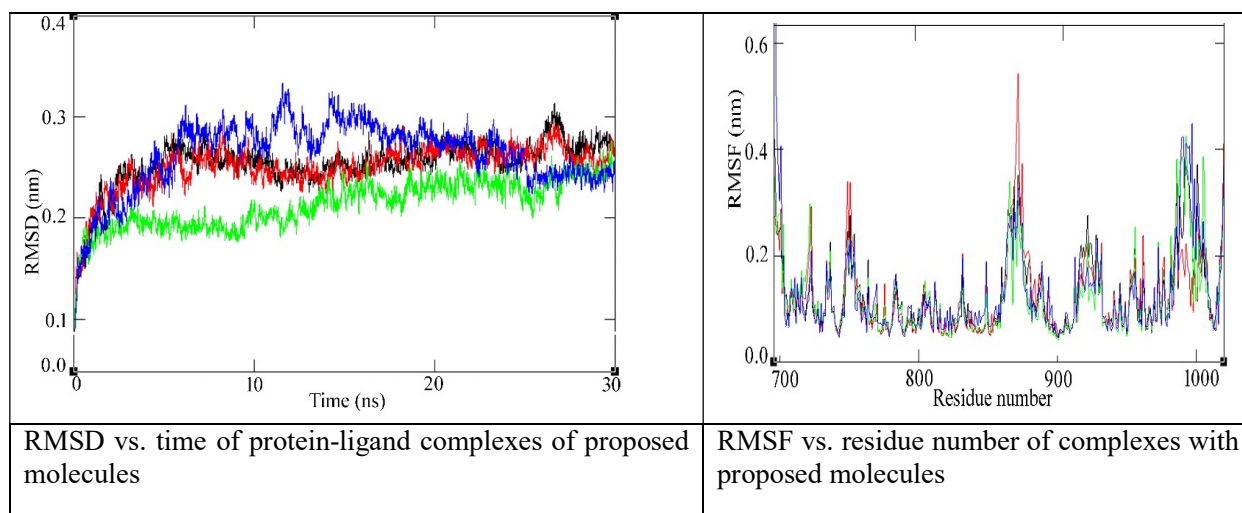 0.4
0.3
0.2
0.1
0.0
RMSD (nm)
0
10
20
30
Time (ns)
0.6
0.4
0.2
0.0
RMSF (nm)
700
800
900
1000
Residue number
RMSD vs. time of protein-ligand complexes of proposed
molecules
RMSF vs. residue number of complexes with
proposed molecules